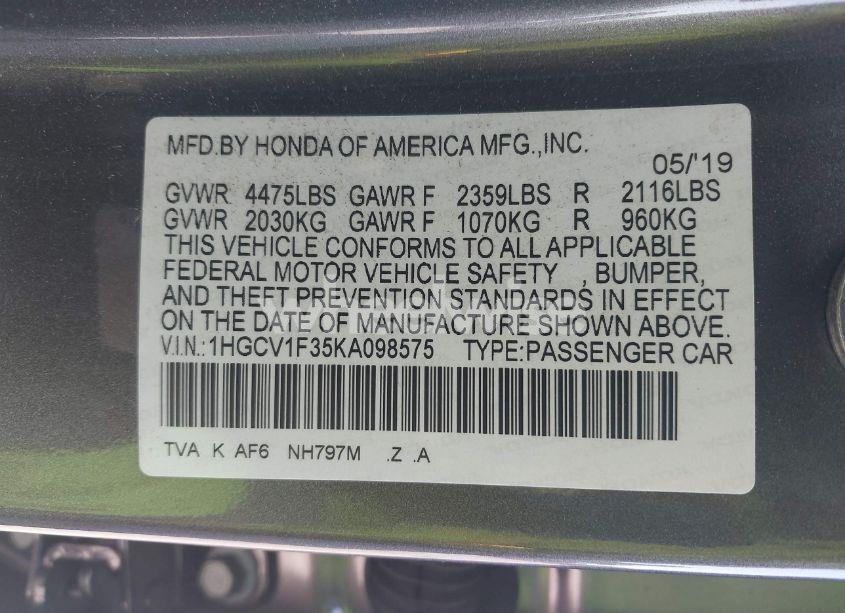 MFD.BY HONDA OF AMERICA MFG.,INC.
05/'19
GVWR 4475LBS GAWR F 2359LBS R 2116LBS
GVWR 2030KG GAWR F 1070KG R 960KG
THIS VEHICLE CONFORMS TO ALL APPLICABLE
FEDERAL MOTOR VEHICLE SAFETY , BUMPER,
AND THEFT PREVENTION STANDARDS IN EFFECT
ON THE DATE OF MANUFACTURE SHOWN ABOVE.
V.I.N.:1HGCV1F35KA098575 TYPE:PASSENGER CAR
TVA K AF6 NH797M .Z .A